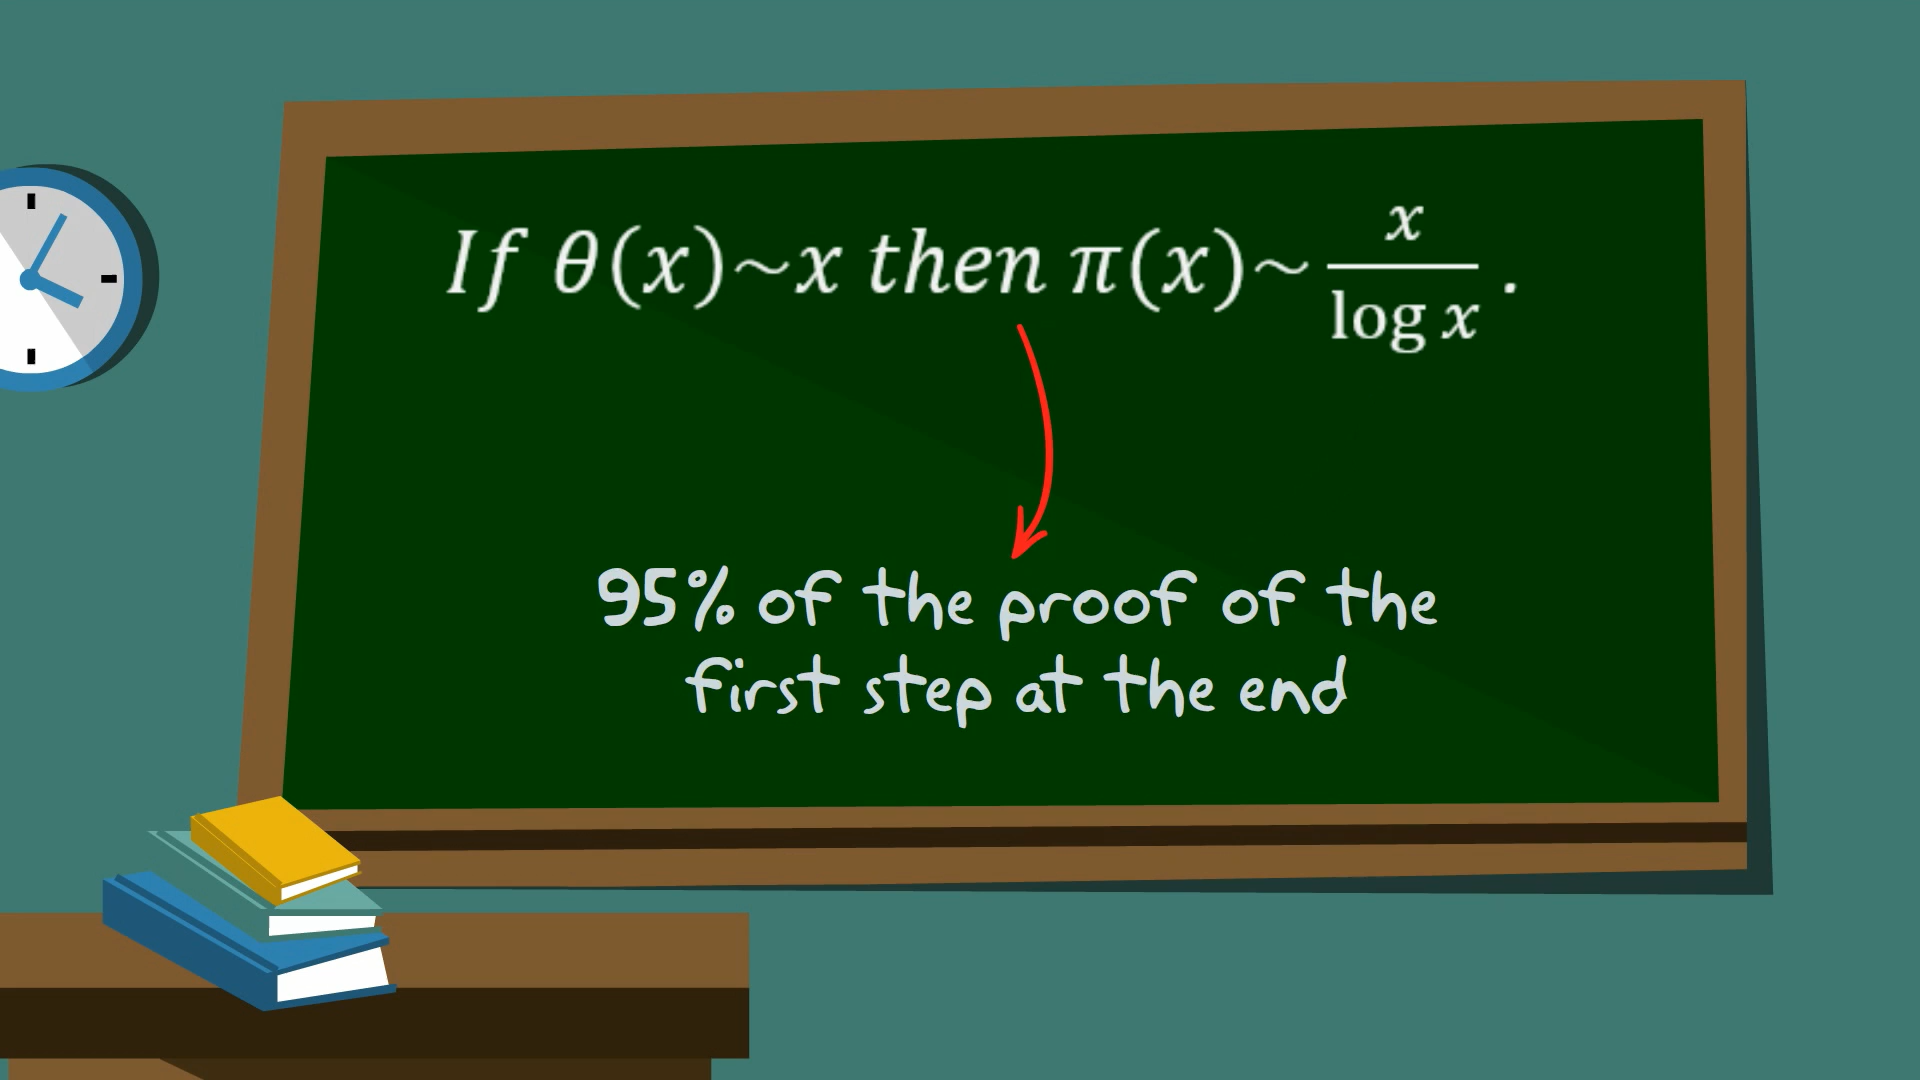 If θ(x)~x then π(x)~ x / log x .
95% of the proof of the
first step at the end